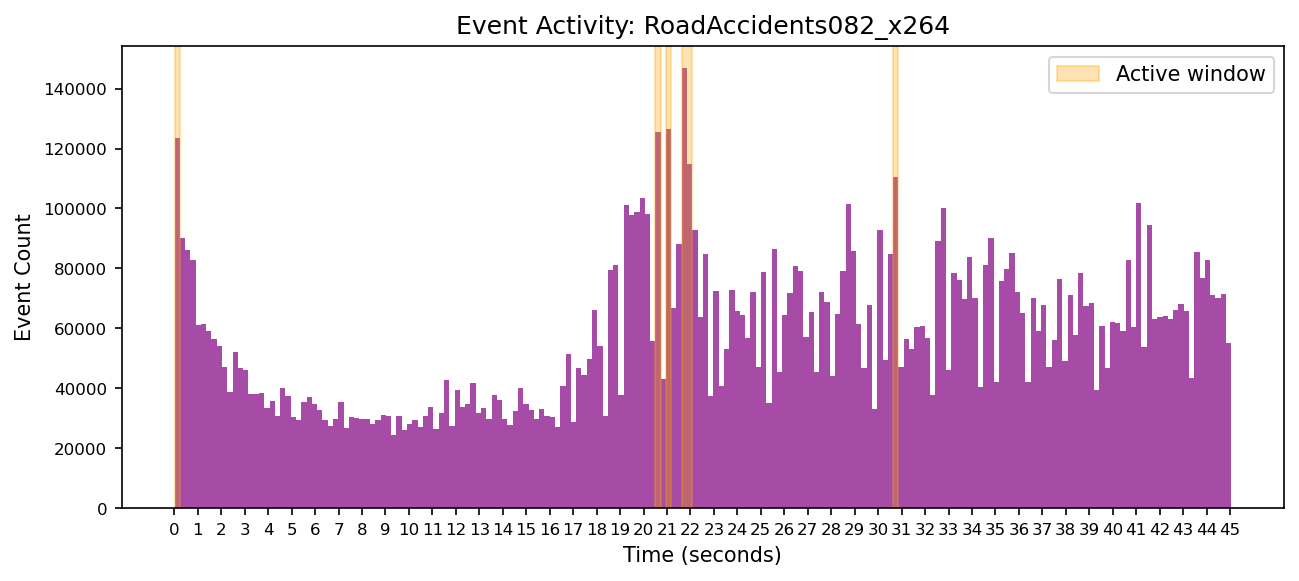 Event Activity: RoadAccidents082_x264
Active window
Event Count
140000
120000
100000
80000
60000
40000
20000
0
0 1 2 3 4 5 6 7 8 9 10 11 12 13 14 15 16 17 18 19 20 21 22 23 24 25 26 27 28 29 30 31 32 33 34 35 36 37 38 39 40 41 42 43 44 45
Time (seconds)